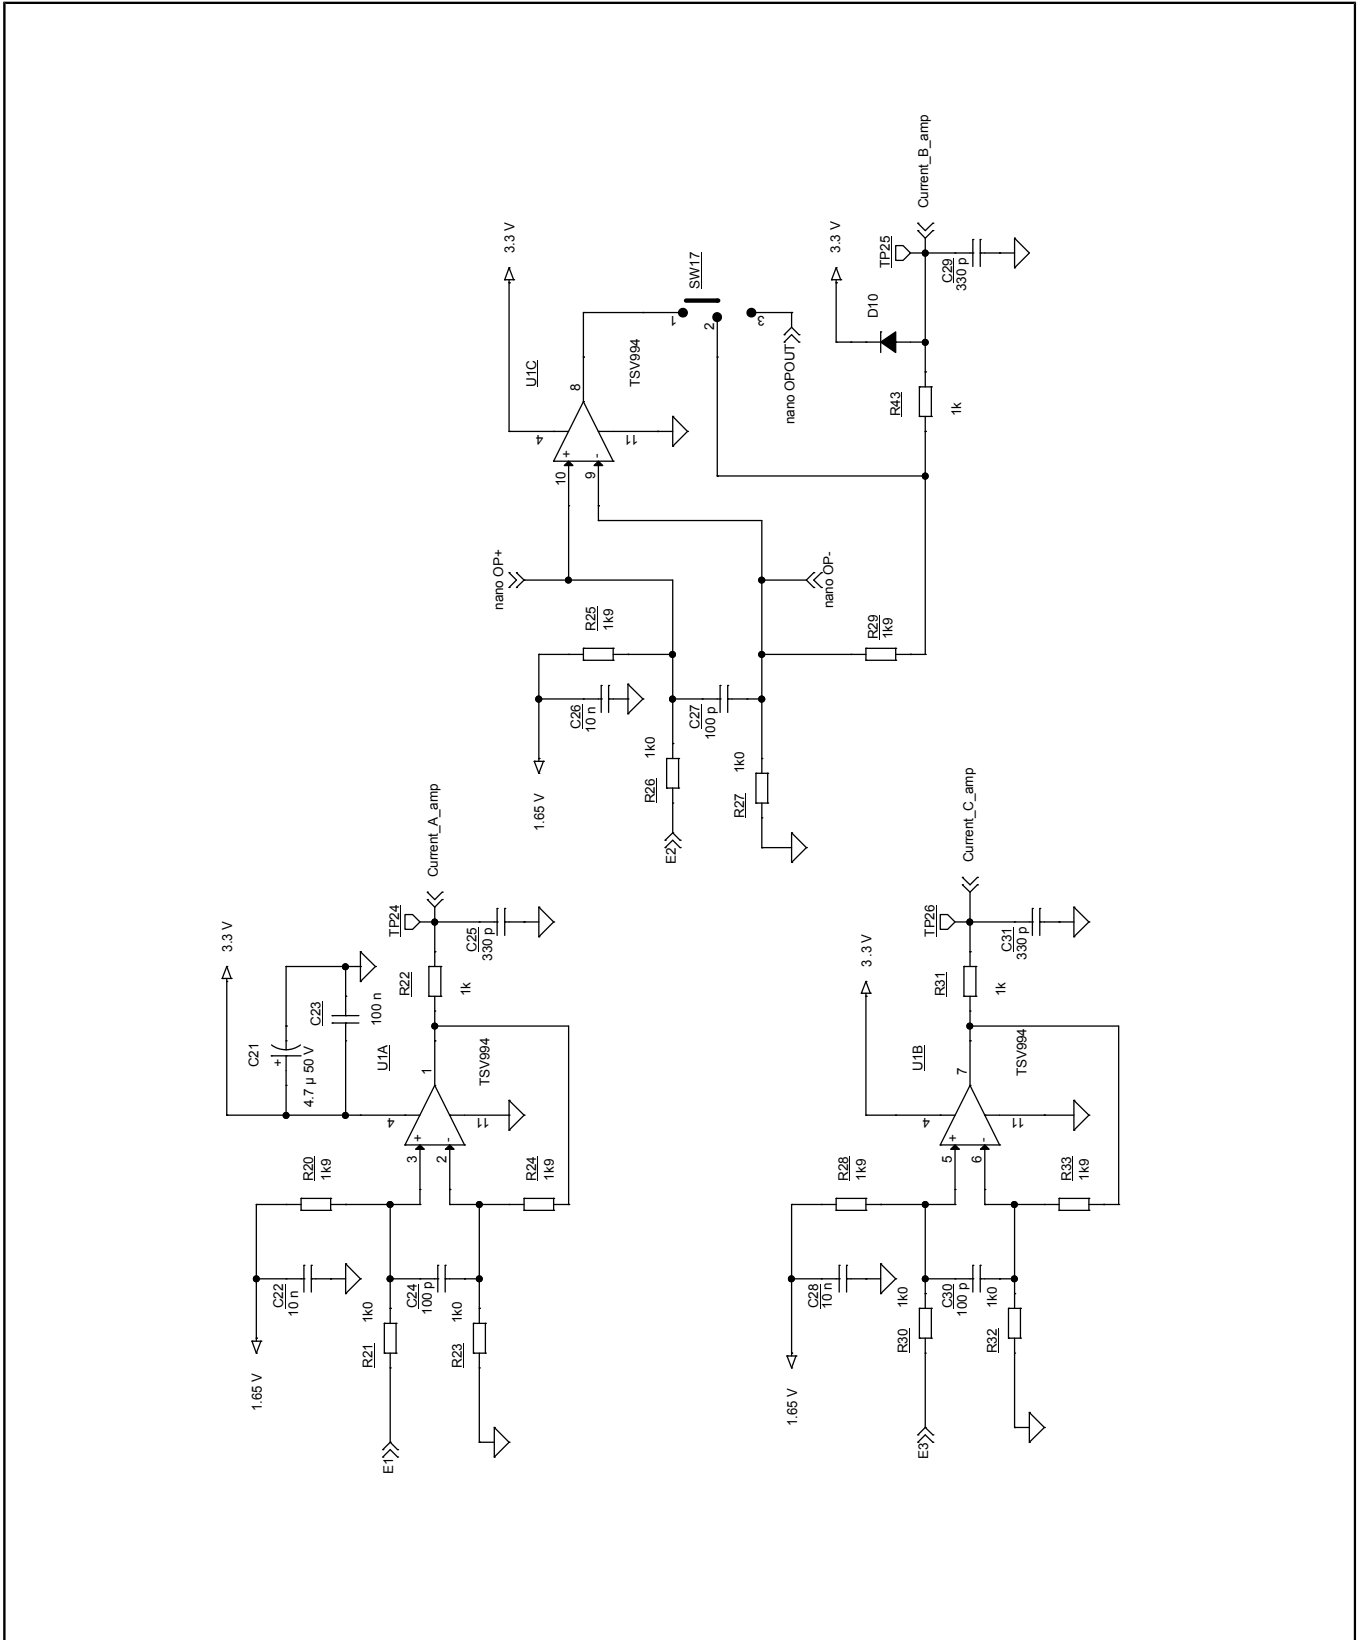 Current_B_amp
3.3 V
3.3 V
TP25
C29
330 p
SW17
D10
1
2
3
U1C
TSV994
nano OPOUT
8
4
11
R43
1k
+
-
10
9
nano OP+
nano OP-
R25
1k9
R29
1k9
C26
10 n
C27
100 p
1k0
R26
1k0
R27
1.65 V
E2
Current_A_amp
Current_C_amp
TP24
C25
330 p
TP26
C31
330 p
3.3 V
3 .3 V
C23
100 n
R22
1k
R31
1k
C21
+
4.7 µ 50 V
U1A
TSV994
1
U1B
TSV994
7
4
11
4
11
+
-
3
2
+
-
5
6
R20
1k9
R24
1k9
R28
1k9
R33
1k9
C22
10 n
C24
100 p
C28
10 n
C30
100 p
1k0
R21
1k0
R23
1k0
R30
1k0
R32
1.65 V
1.65 V
E1
E3